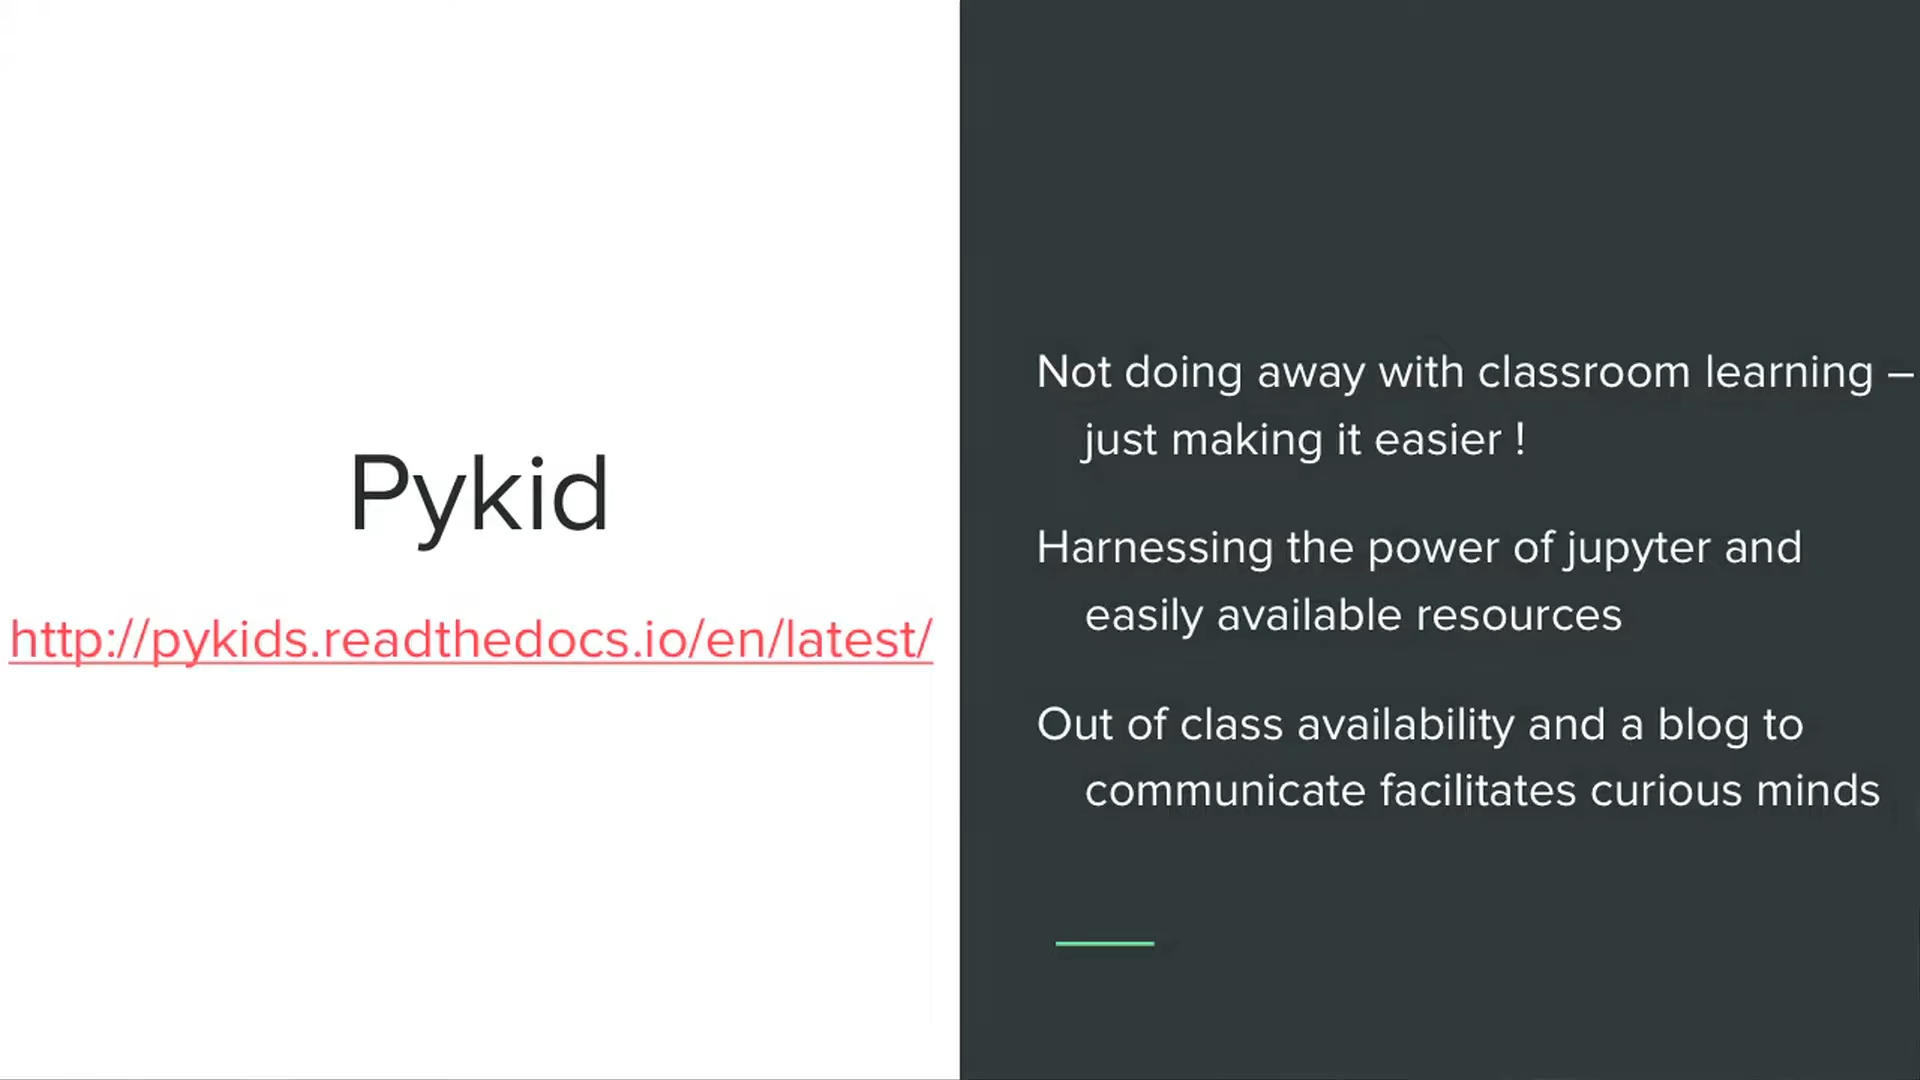 Pykid
http://pykids.readthedocs.io/en/latest/
Not doing away with classroom learning –
just making it easier !
Harnessing the power of jupyter and
easily available resources
Out of class availability and a blog to
communicate facilitates curious minds